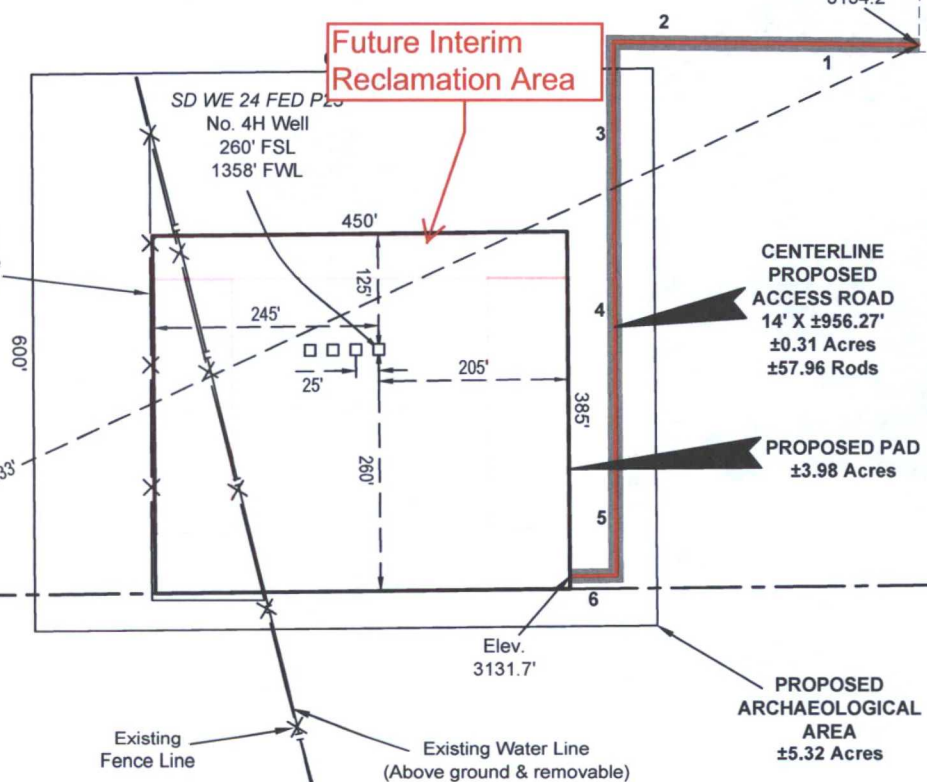 2
Future Interim
Reclamation Area
1
SD WE 24 FED P23
No. 4H Well
260' FSL
1358' FWL
3
450'
125'
245'
CENTERLINE
PROPOSED
ACCESS ROAD
14' X ±956.27'
±0.31 Acres
±57.96 Rods
4
600'
25'
205'
385'
PROPOSED PAD
±3.98 Acres
260'
5
6
Elev.
3131.7'
PROPOSED
ARCHAEOLOGICAL
AREA
±5.32 Acres
Existing
Fence Line
Existing Water Line
(Above ground & removable)